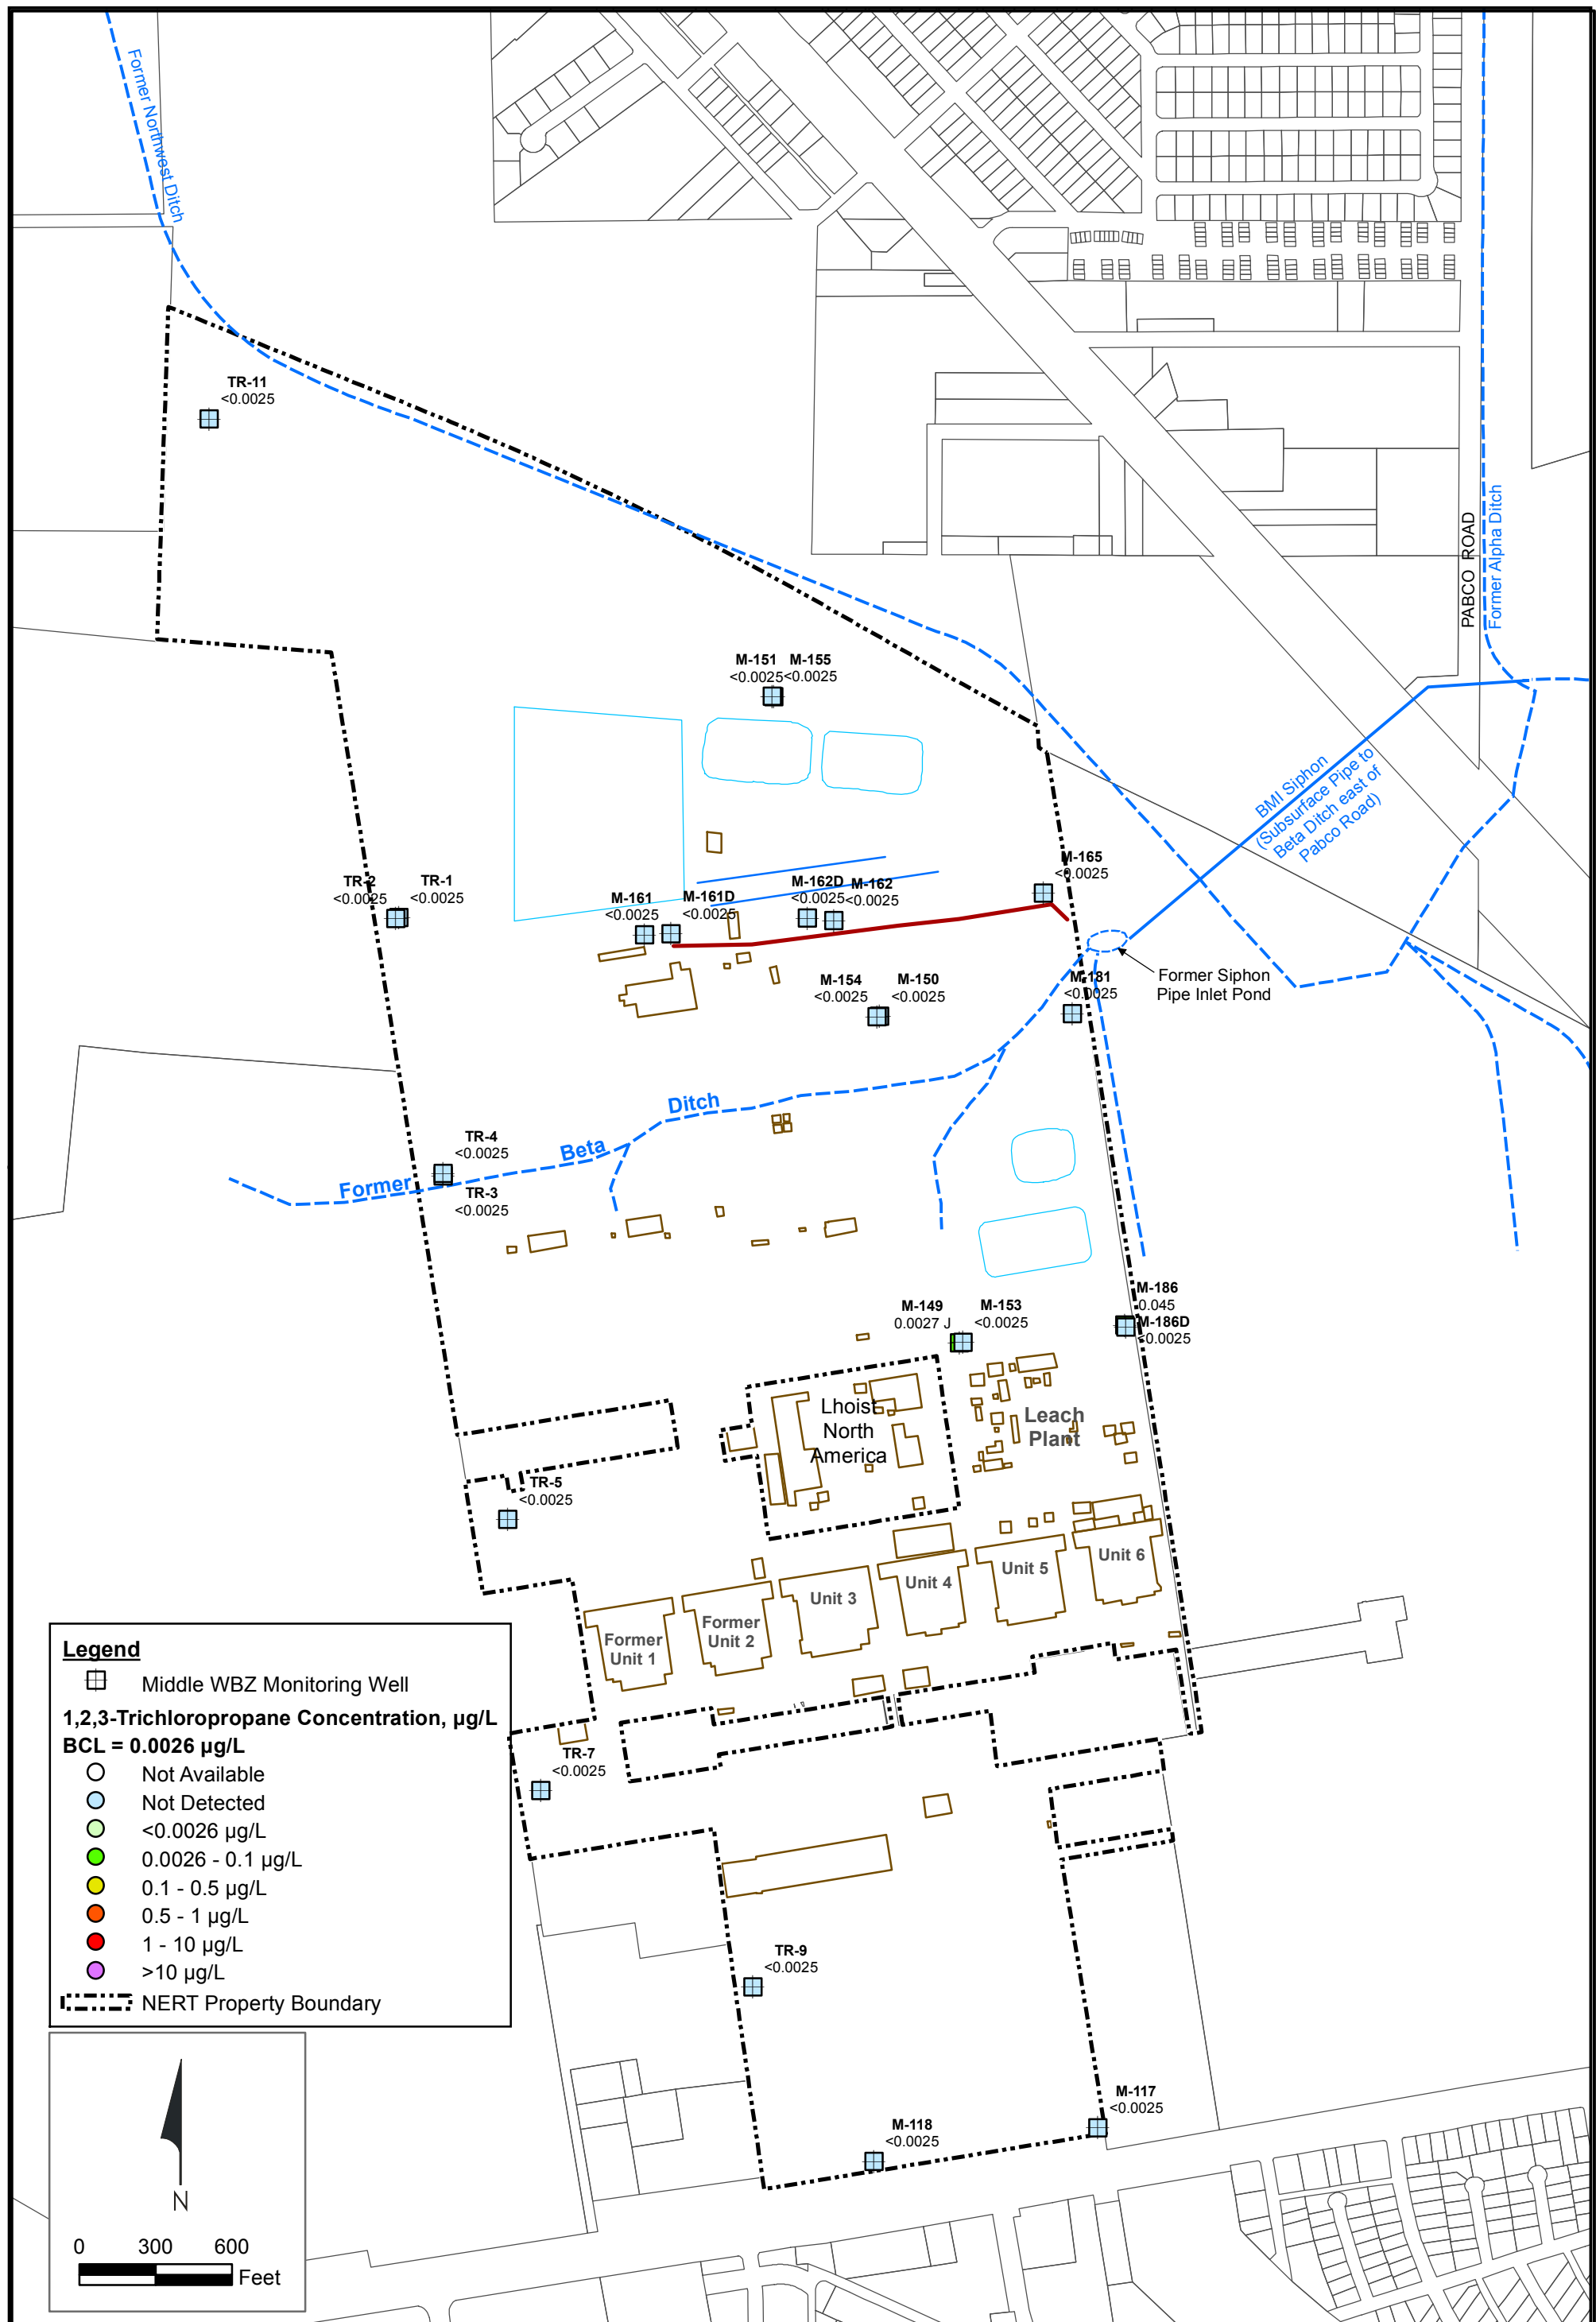 Former Northwest Ditch
TR-11
<0.0025
PABCO ROAD
Former Alpha Ditch
M-151 M-155
<0.0025 <0.0025
BMI Siphon
(Subsurface Pipe to
Beta Ditch east of
Pabco Road)
M-165
<0.0025
TR-2 TR-1
<0.0025 <0.0025
M-161 M-161D
<0.0025 <0.0025
M-162D M-162
<0.0025 <0.0025
M-154 M-150
<0.0025 <0.0025
M-181
<0.0025
Former Siphon
Pipe Inlet Pond
Former Beta Ditch
TR-4
<0.0025
TR-3
<0.0025
M-149 M-153
0.0027 J <0.0025
M-186
0.045
M-186D
<0.0025
Lhoist
North
America
Leach
Plant
TR-5
<0.0025
Former
Unit 1
Former
Unit 2
Unit 3
Unit 4
Unit 5
Unit 6
TR-7
<0.0025
TR-9
<0.0025
M-118
<0.0025
M-117
<0.0025
Legend
Middle WBZ Monitoring Well
1,2,3-Trichloropropane Concentration, µg/L
BCL = 0.0026 µg/L
Not Available
Not Detected
<0.0026 µg/L
0.0026 - 0.1 µg/L
0.1 - 0.5 µg/L
0.5 - 1 µg/L
1 - 10 µg/L
>10 µg/L
NERT Property Boundary
N
0 300 600
Feet